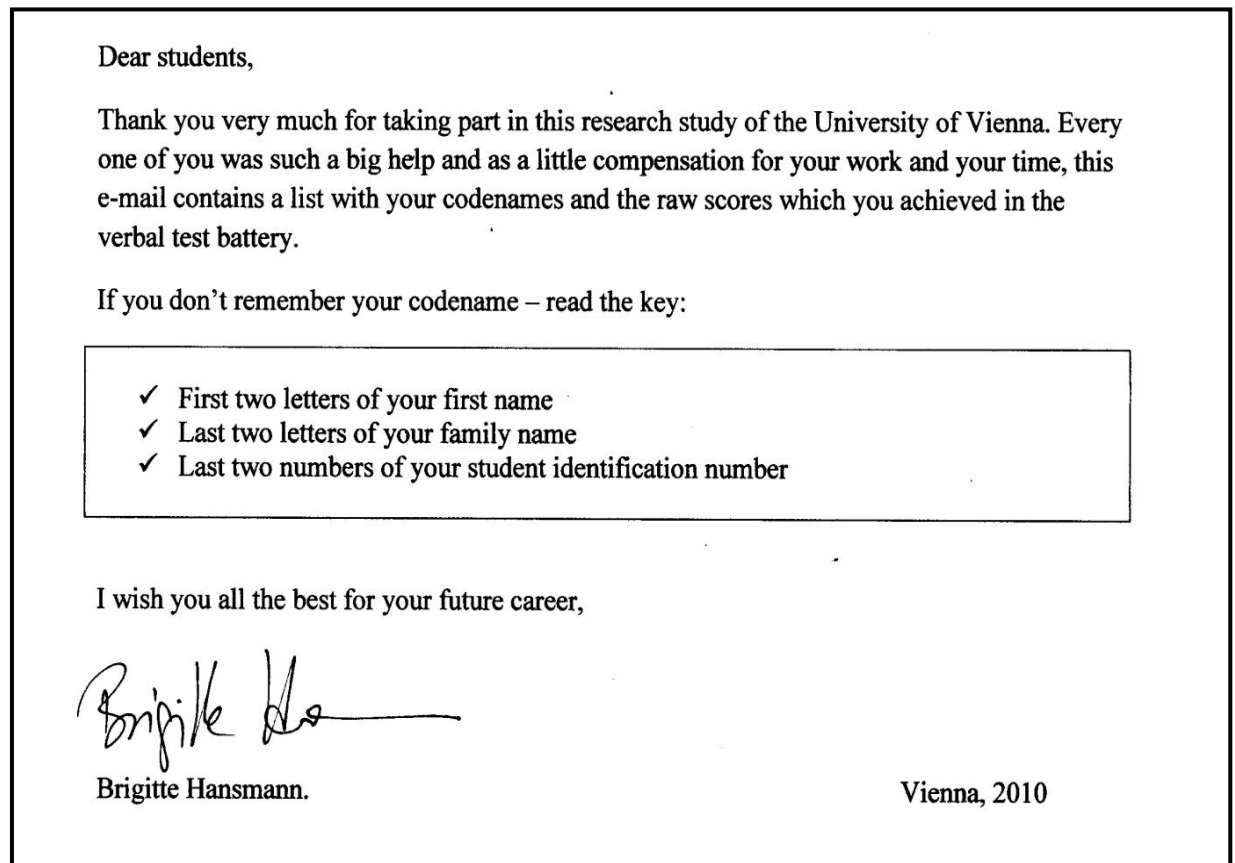 Dear students,
Thank you very much for taking part in this research study of the University of Vienna. Every
one of you was such a big help and as a little compensation for your work and your time, this
e-mail contains a list with your codenames and the raw scores which you achieved in the
verbal test battery.
If you don't remember your codename – read the key:
✓ First two letters of your first name
✓ Last two letters of your family name
✓ Last two numbers of your student identification number
I wish you all the best for your future career,
Brigitte
Brigitte Hansmann.
Vienna, 2010